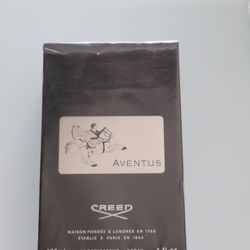 AVENTUS
CREED
MAISON FONDÉE À LONDRES EN 1760
ÉTABLIE À PARIS EN 1854